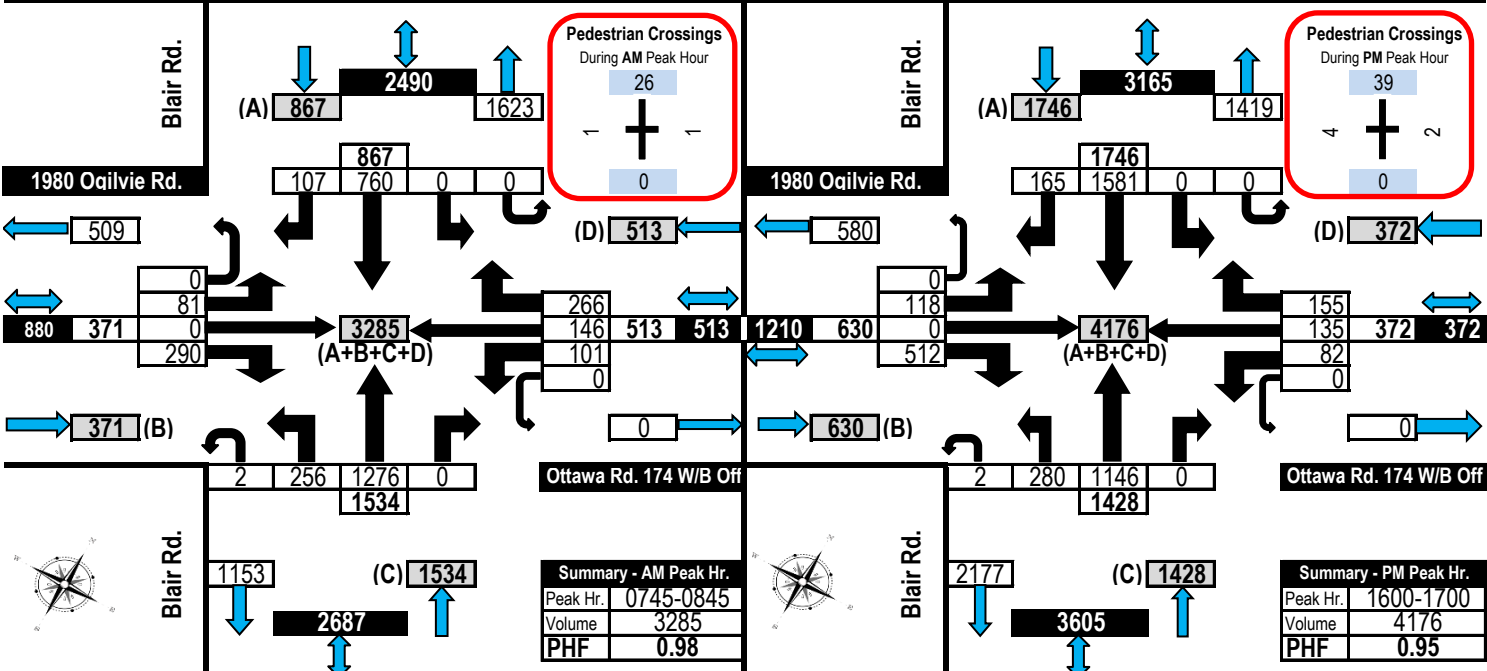 Blair Rd.
1980 Ogilvie Rd.
2490
(A) 867
1623
Pedestrian Crossings
During AM Peak Hour
26
1
1
0
867
107 760 0 0
509
(D) 513
0
81
880 371 0
290
3285
(A+B+C+D)
266
146 513 513
101
0
371 (B)
0
2 256 1276 0
1534
Ottawa Rd. 174 W/B Off
Blair Rd.
1153
(C) 1534
2687
Summary - AM Peak Hr.
Peak Hr. 0745-0845
Volume 3285
PHF 0.98
Blair Rd.
1980 Ogilvie Rd.
3165
(A) 1746
1419
Pedestrian Crossings
During PM Peak Hour
39
4
2
0
1746
165 1581 0 0
580
(D) 372
0
118
1210 630 0
512
4176
(A+B+C+D)
155
135 372 372
82
0
630 (B)
0
2 280 1146 0
1428
Ottawa Rd. 174 W/B Off
Blair Rd.
2177
(C) 1428
3605
Summary - PM Peak Hr.
Peak Hr. 1600-1700
Volume 4176
PHF 0.95